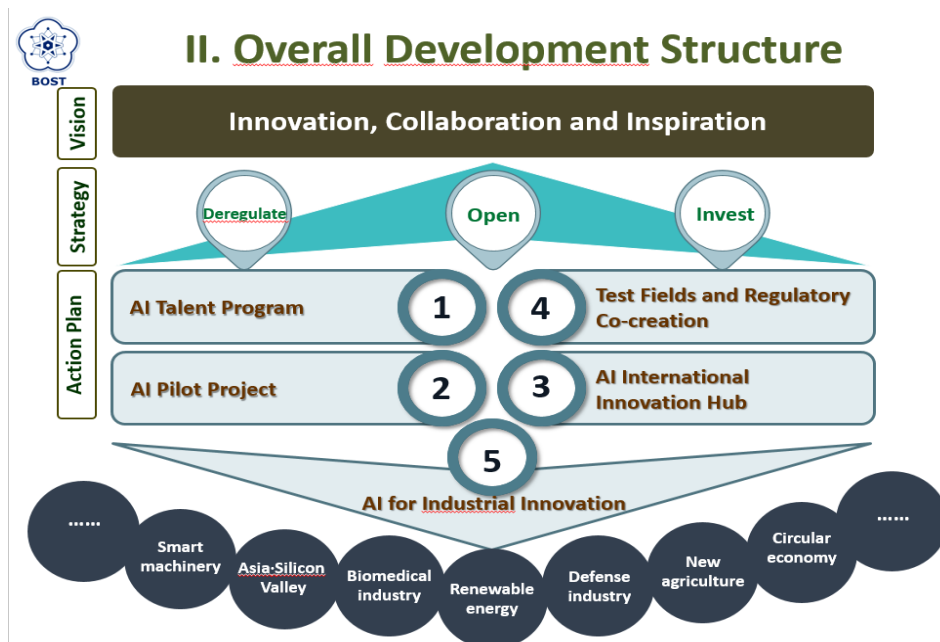 BOST
II. Overall Development Structure
Vision
Innovation, Collaboration and Inspiration
Strategy
Deregulate
Open
Invest
Action Plan
AI Talent Program
1
4
Test Fields and Regulatory
Co-creation
AI Pilot Project
2
3
AI International
Innovation Hub
5
AI for Industrial Innovation
……
Smart
machinery
Asia·Silicon
Valley
Biomedical
industry
Renewable
energy
Defense
industry
New
agriculture
Circular
economy
……